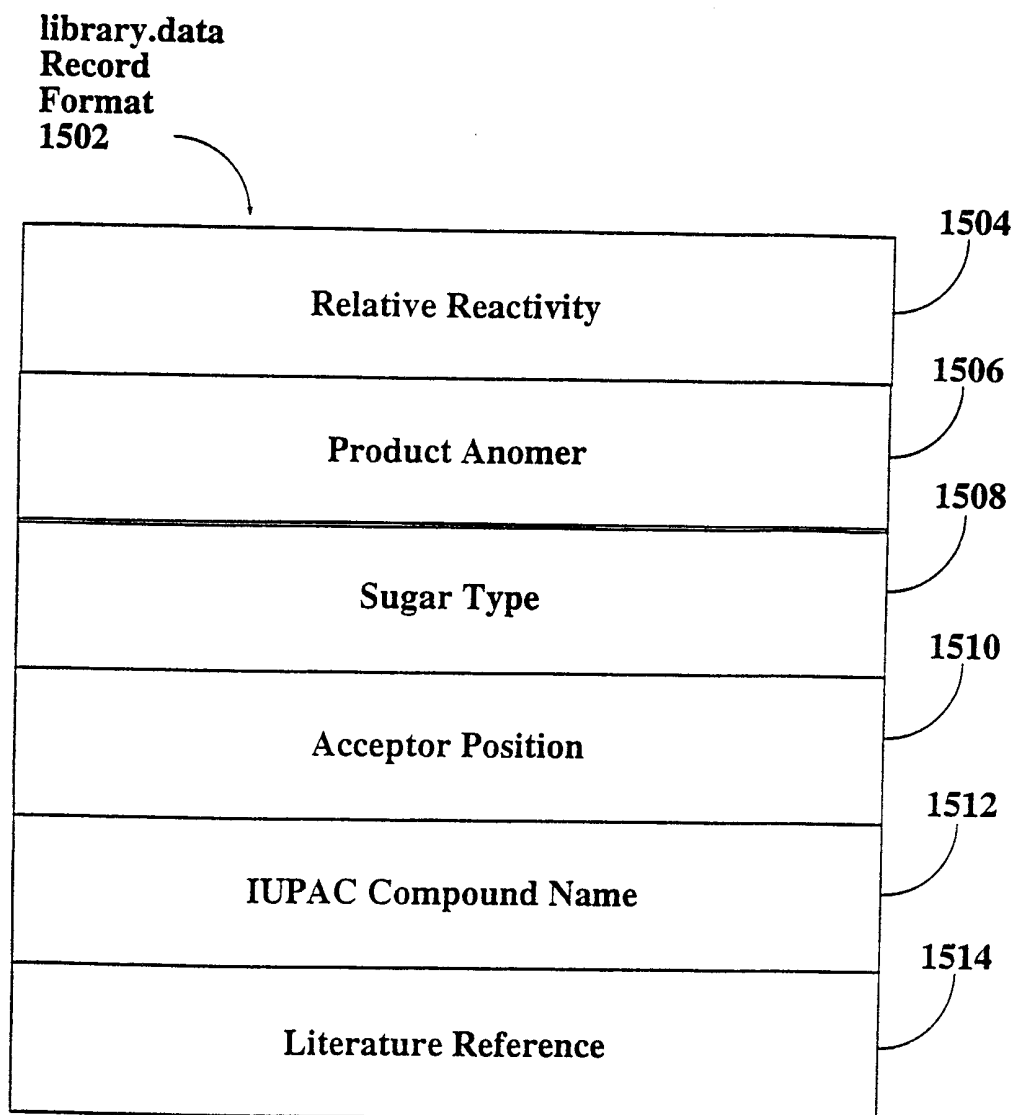 library.data
Record
Format
1502
1504
Relative Reactivity
1506
Product Anomer
1508
Sugar Type
1510
Acceptor Position
1512
IUPAC Compound Name
1514
Literature Reference